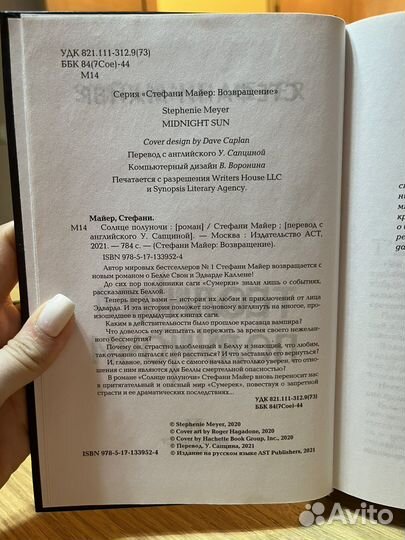 УДК 821.111-312.9(73)
ББК 84(7Сое)-44
М14
Серия «Стефани Майер: Возвращение»
Stephenie Meyer
MIDNIGHT SUN
Cover design by Dave Caplan
Перевод с английского У. Сапциной
Компьютерный дизайн В. Воронина
Печатается с разрешения Writers House LLC
и Synopsis Literary Agency.
Майер, Стефани.
М14 Солнце полуночи : [роман] / Стефани Майер ; [перевод с
английского У. Сапциной]. — Москва : Издательство АСТ,
2021. — 784 с. — (Стефани Майер: Возвращение).
ISBN 978-5-17-133952-4
Автор мировых бестселлеров № 1 Стефани Майер возвращается с
новым романом о Белле Свон и Эдварде Каллене!
До сих пор поклонники саги «Сумерки» знали лишь о событиях,
рассказанных Беллой.
Теперь перед вами — история их любви и приключений от лица
Эдварда. И эта история поможет по-новому взглянуть на многое, про-
изошедшее в предыдущих книгах саги.
Каким в действительности было прошлое красавца вампира?
Что довелось ему испытать и пережить за время своего нежелан-
ного бессмертия?
Почему он, страстно влюбленный в Беллу и знающий, что любим,
так отчаянно пытался с ней расстаться? И что заставляло его вернуться?
И, главное, почему был с самого начала настолько уверен, что отно-
шения с ним являются для Беллы смертельной опасностью?
В романе «Солнце полуночи» Стефани Майер вновь переносит нас
в притягательный и опасный мир «Сумерек», повествуя о запретной
страсти и ее драматических последствиях...
УДК 821.111-312.9(73)
ББК 84(7Сое)-44
© Stephenie Meyer, 2020
© Cover art by Roger Hagadone, 2020
© Cover by Hachette Book Group, Inc., 2020
© Перевод. У. Сапцина, 2021
ISBN 978-5-17-133952-4 © Издание на русском языке AST Publishers, 2021
Avito